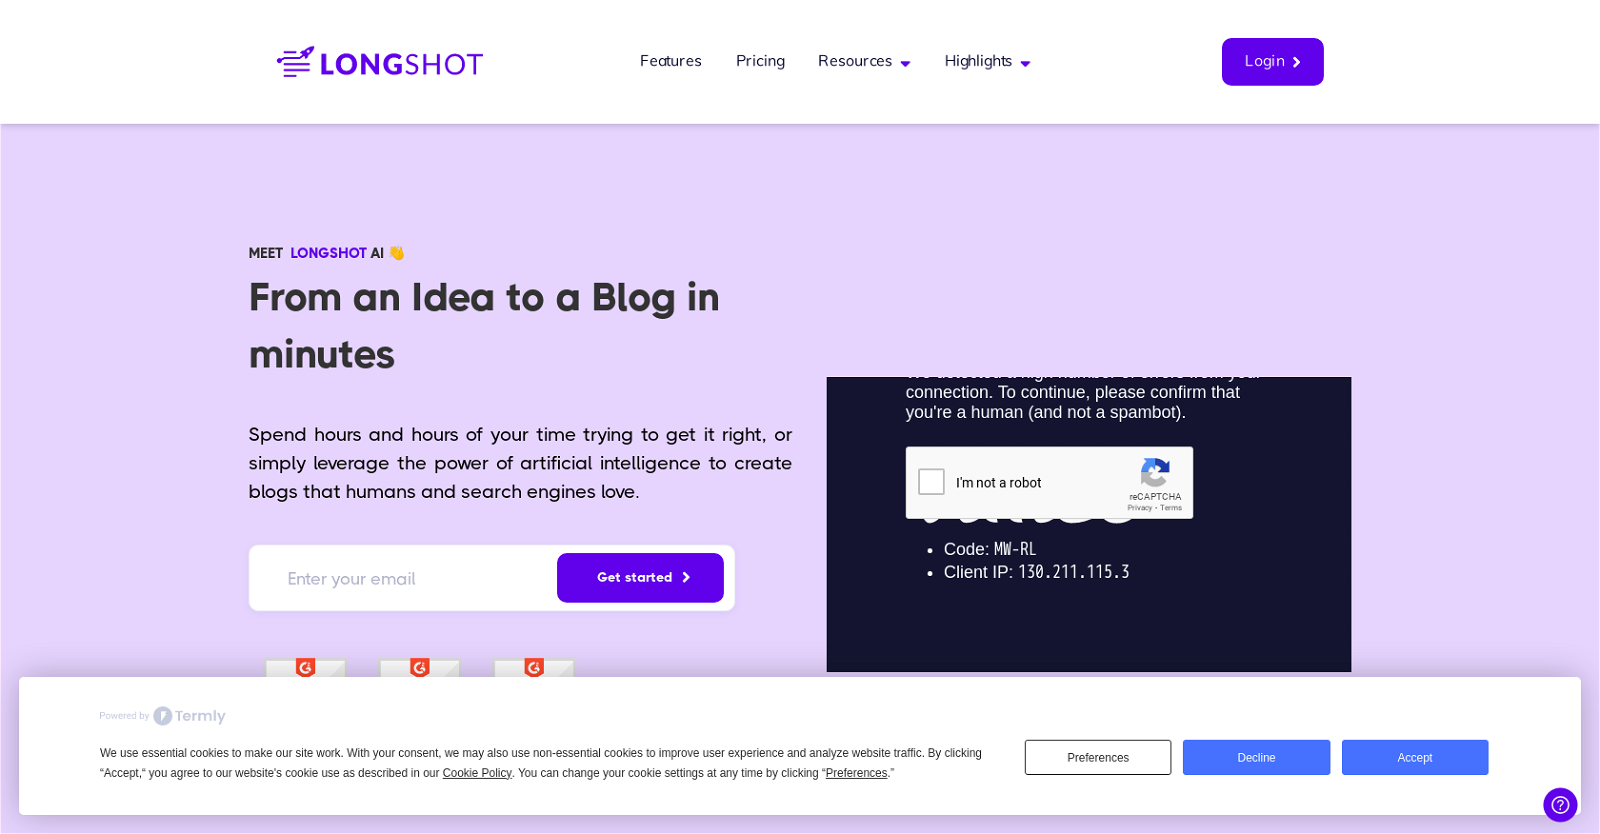 LONGSHOT
Features
Pricing
Resources
Highlights
Login
MEET LONGSHOT AI 👋
From an Idea to a Blog in
minutes
Spend hours and hours of your time trying to get it right, or
simply leverage the power of artificial intelligence to create
blogs that humans and search engines love.
Enter your email
Get started
connection. To continue, please confirm that
you're a human (and not a spambot).
I'm not a robot
reCAPTCHA
Privacy - Terms
Code: MW-RL
Client IP: 130.211.115.3
Powered by Termly
We use essential cookies to make our site work. With your consent, we may also use non-essential cookies to improve user experience and analyze website traffic. By clicking
“Accept,“ you agree to our website's cookie use as described in our Cookie Policy. You can change your cookie settings at any time by clicking “Preferences.”
Preferences
Decline
Accept